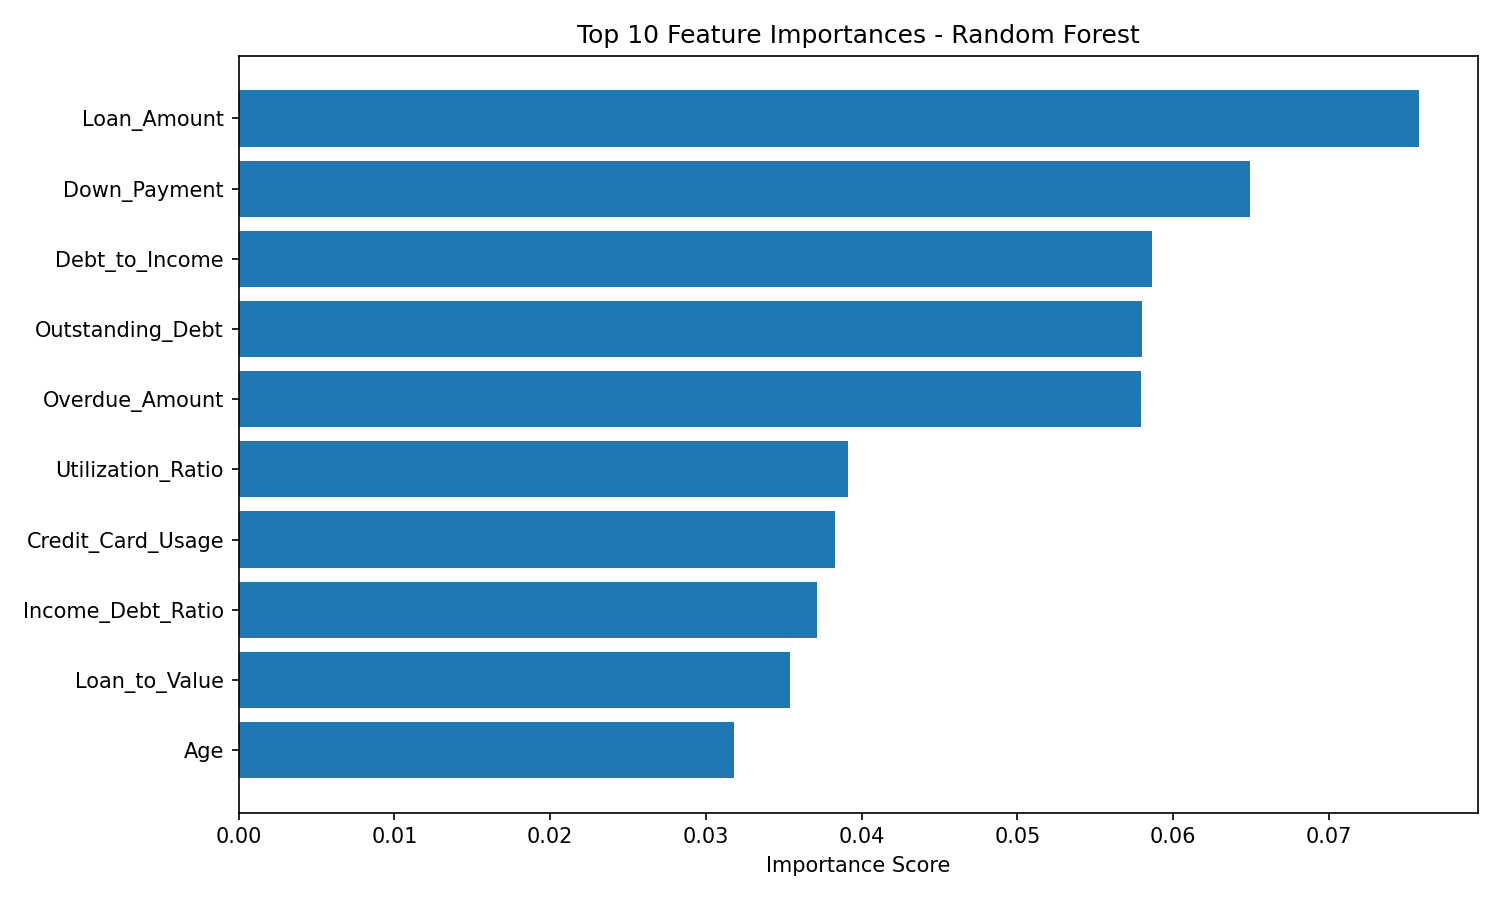 Top 10 Feature Importances - Random Forest
Loan_Amount
Down_Payment
Debt_to_Income
Outstanding_Debt
Overdue_Amount
Utilization_Ratio
Credit_Card_Usage
Income_Debt_Ratio
Loan_to_Value
Age
0.00 0.01 0.02 0.03 0.04 0.05 0.06 0.07
Importance Score